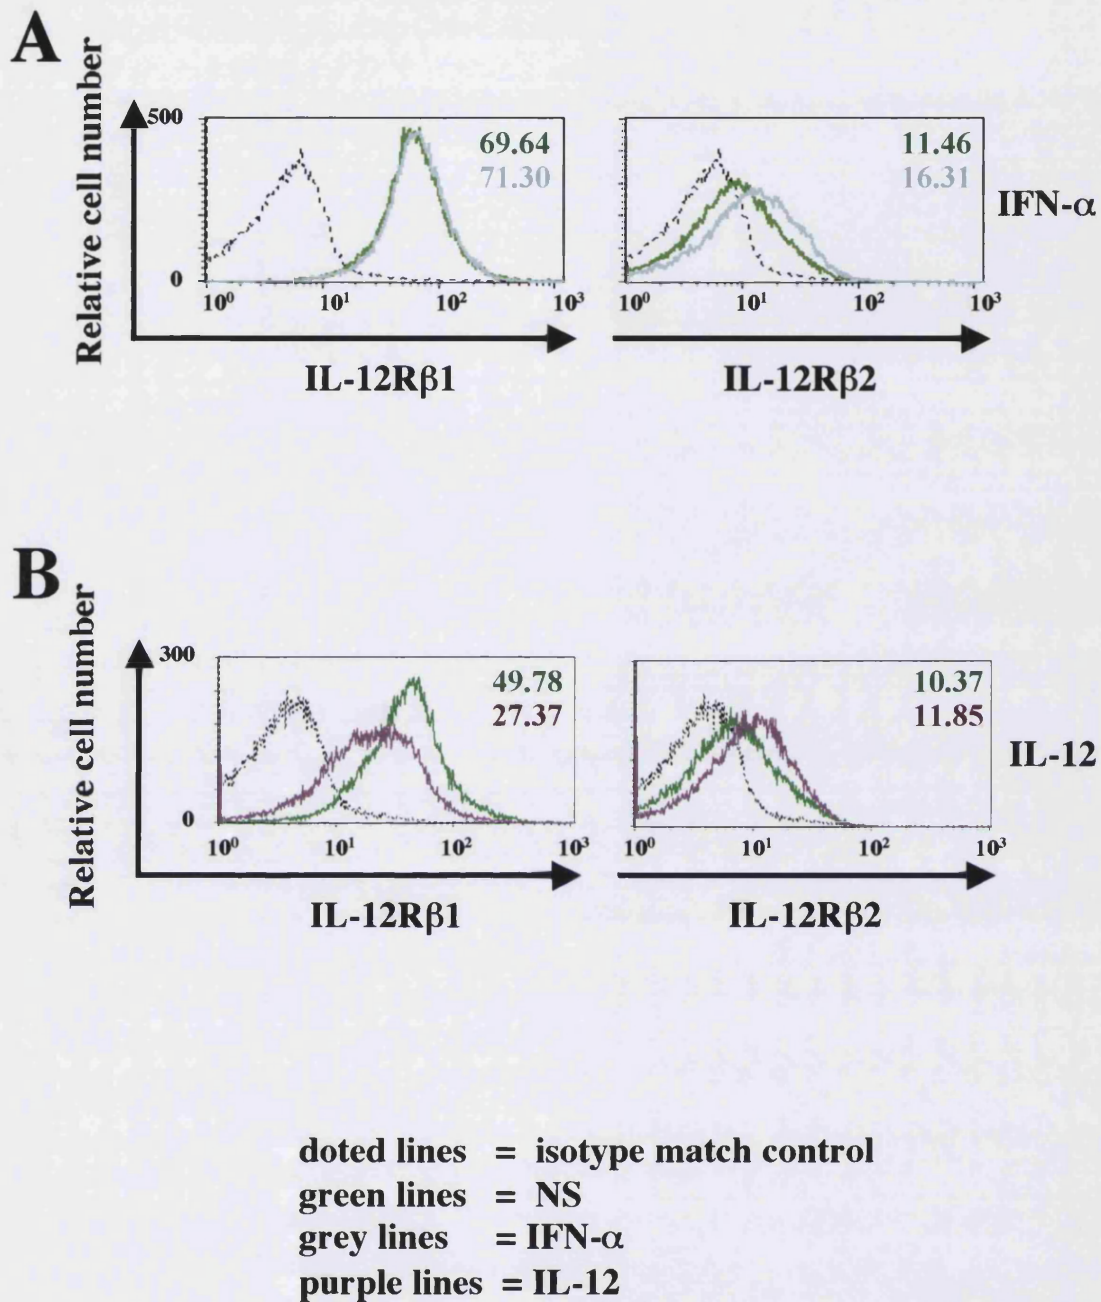 A
Relative cell number
500
0
69.64
71.30
10⁰ 10¹ 10² 10³
IL-12Rβ1
11.46
16.31
10⁰ 10¹ 10² 10³
IL-12Rβ2
IFN-α
B
Relative cell number
300
0
49.78
27.37
10⁰ 10¹ 10² 10³
IL-12Rβ1
10.37
11.85
10⁰ 10¹ 10² 10³
IL-12Rβ2
IL-12
doted lines = isotype match control
green lines = NS
grey lines = IFN-α
purple lines = IL-12